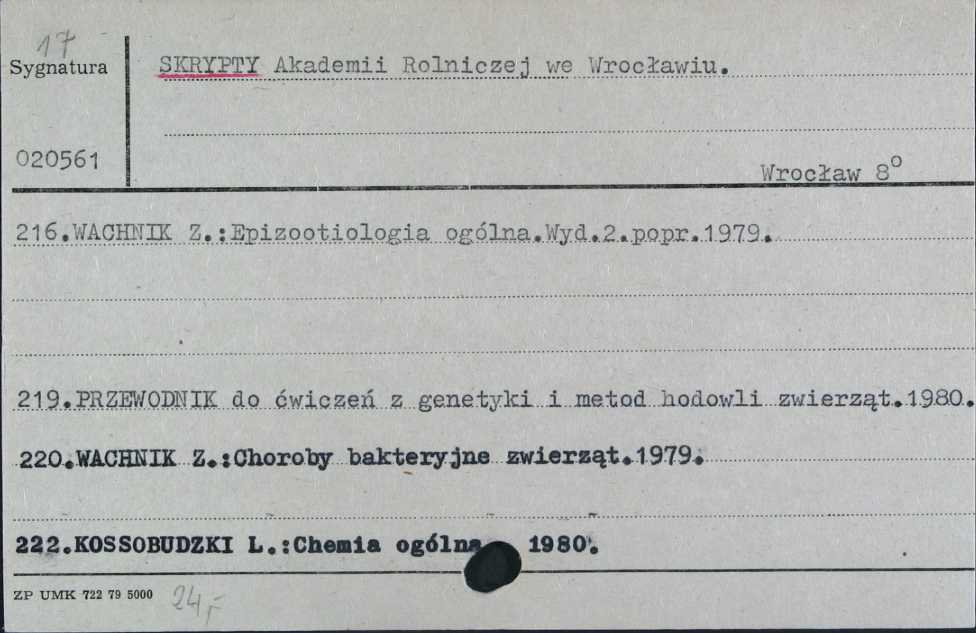 17
Sygnatura
SKRYPTY Akademii Rolniczej we Wrocławiu.
020561
Wrocław 8º
216.WACHNIK Z.:Epizootiologia ogólna.Wyd.2.popr.1979.
219.PRZEWODNIK do ćwiczeń z genetyki i metod hodowli zwierząt.1980.
220.WACHNIK Z.:Choroby bakteryjne zwierząt.1979.
222.KOSSOBUDZKI L.:Chemia ogólna 1980.
ZP UMK 722 79 5000
24,-